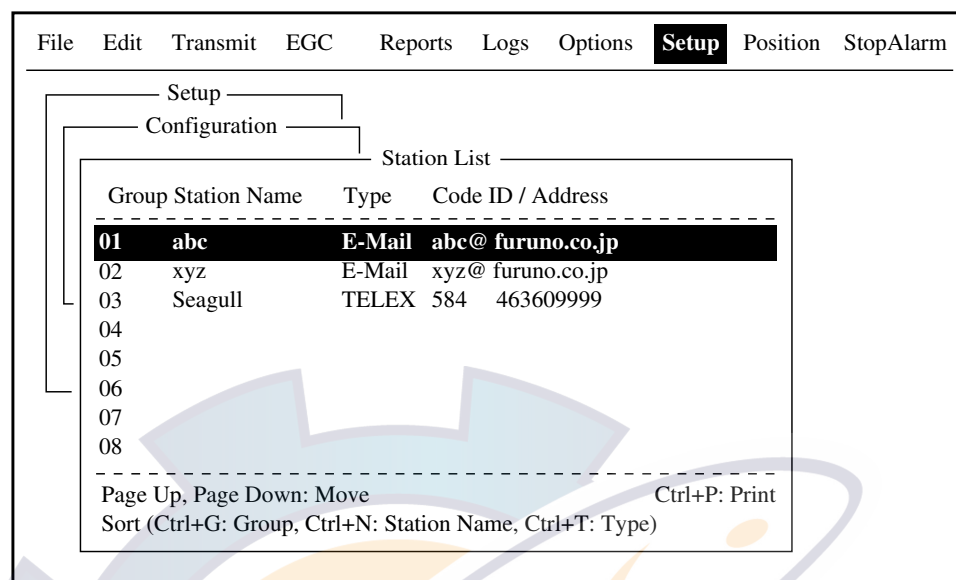 File Edit Transmit EGC Reports Logs Options Setup Position StopAlarm
Setup
Configuration
Station List
Group Station Name Type Code ID / Address
01 abc E-Mail abc@ furuno.co.jp
02 xyz E-Mail xyz@ furuno.co.jp
03 Seagull TELEX 584 463609999
04
05
06
07
08
Page Up, Page Down: Move Ctrl+P: Print
Sort (Ctrl+G: Group, Ctrl+N: Station Name, Ctrl+T: Type)